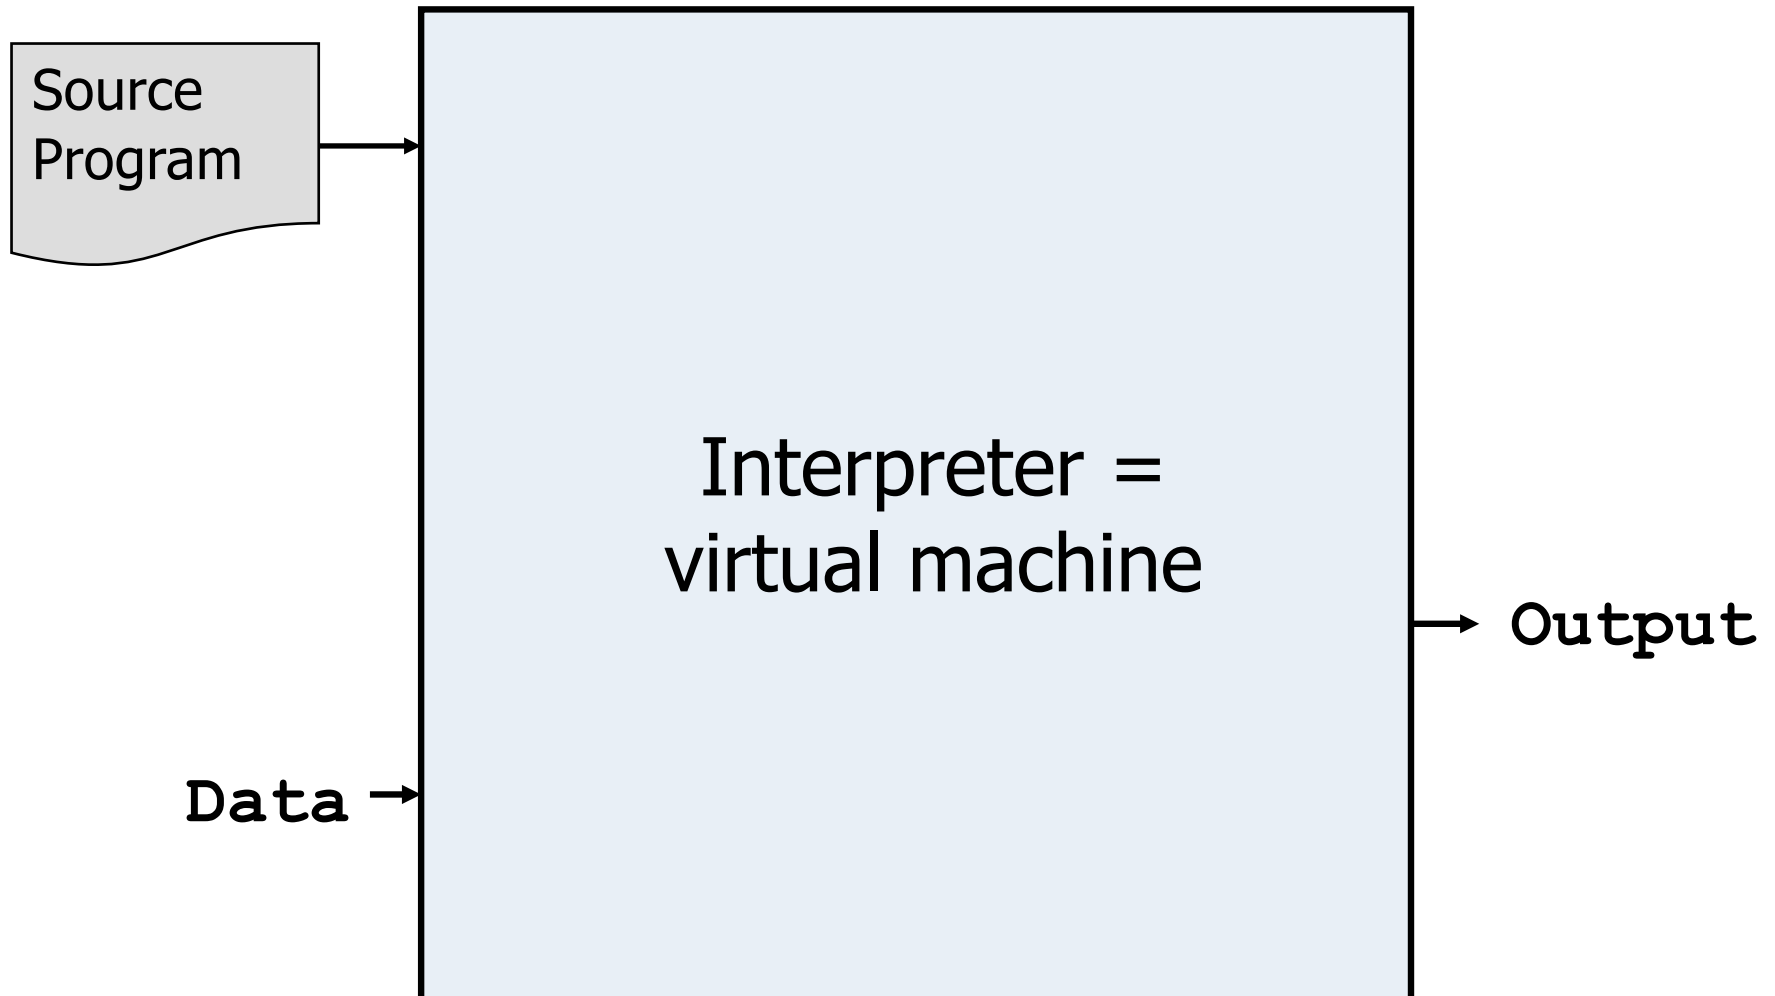 Source
Program
Interpreter =
virtual machine
Output
Data